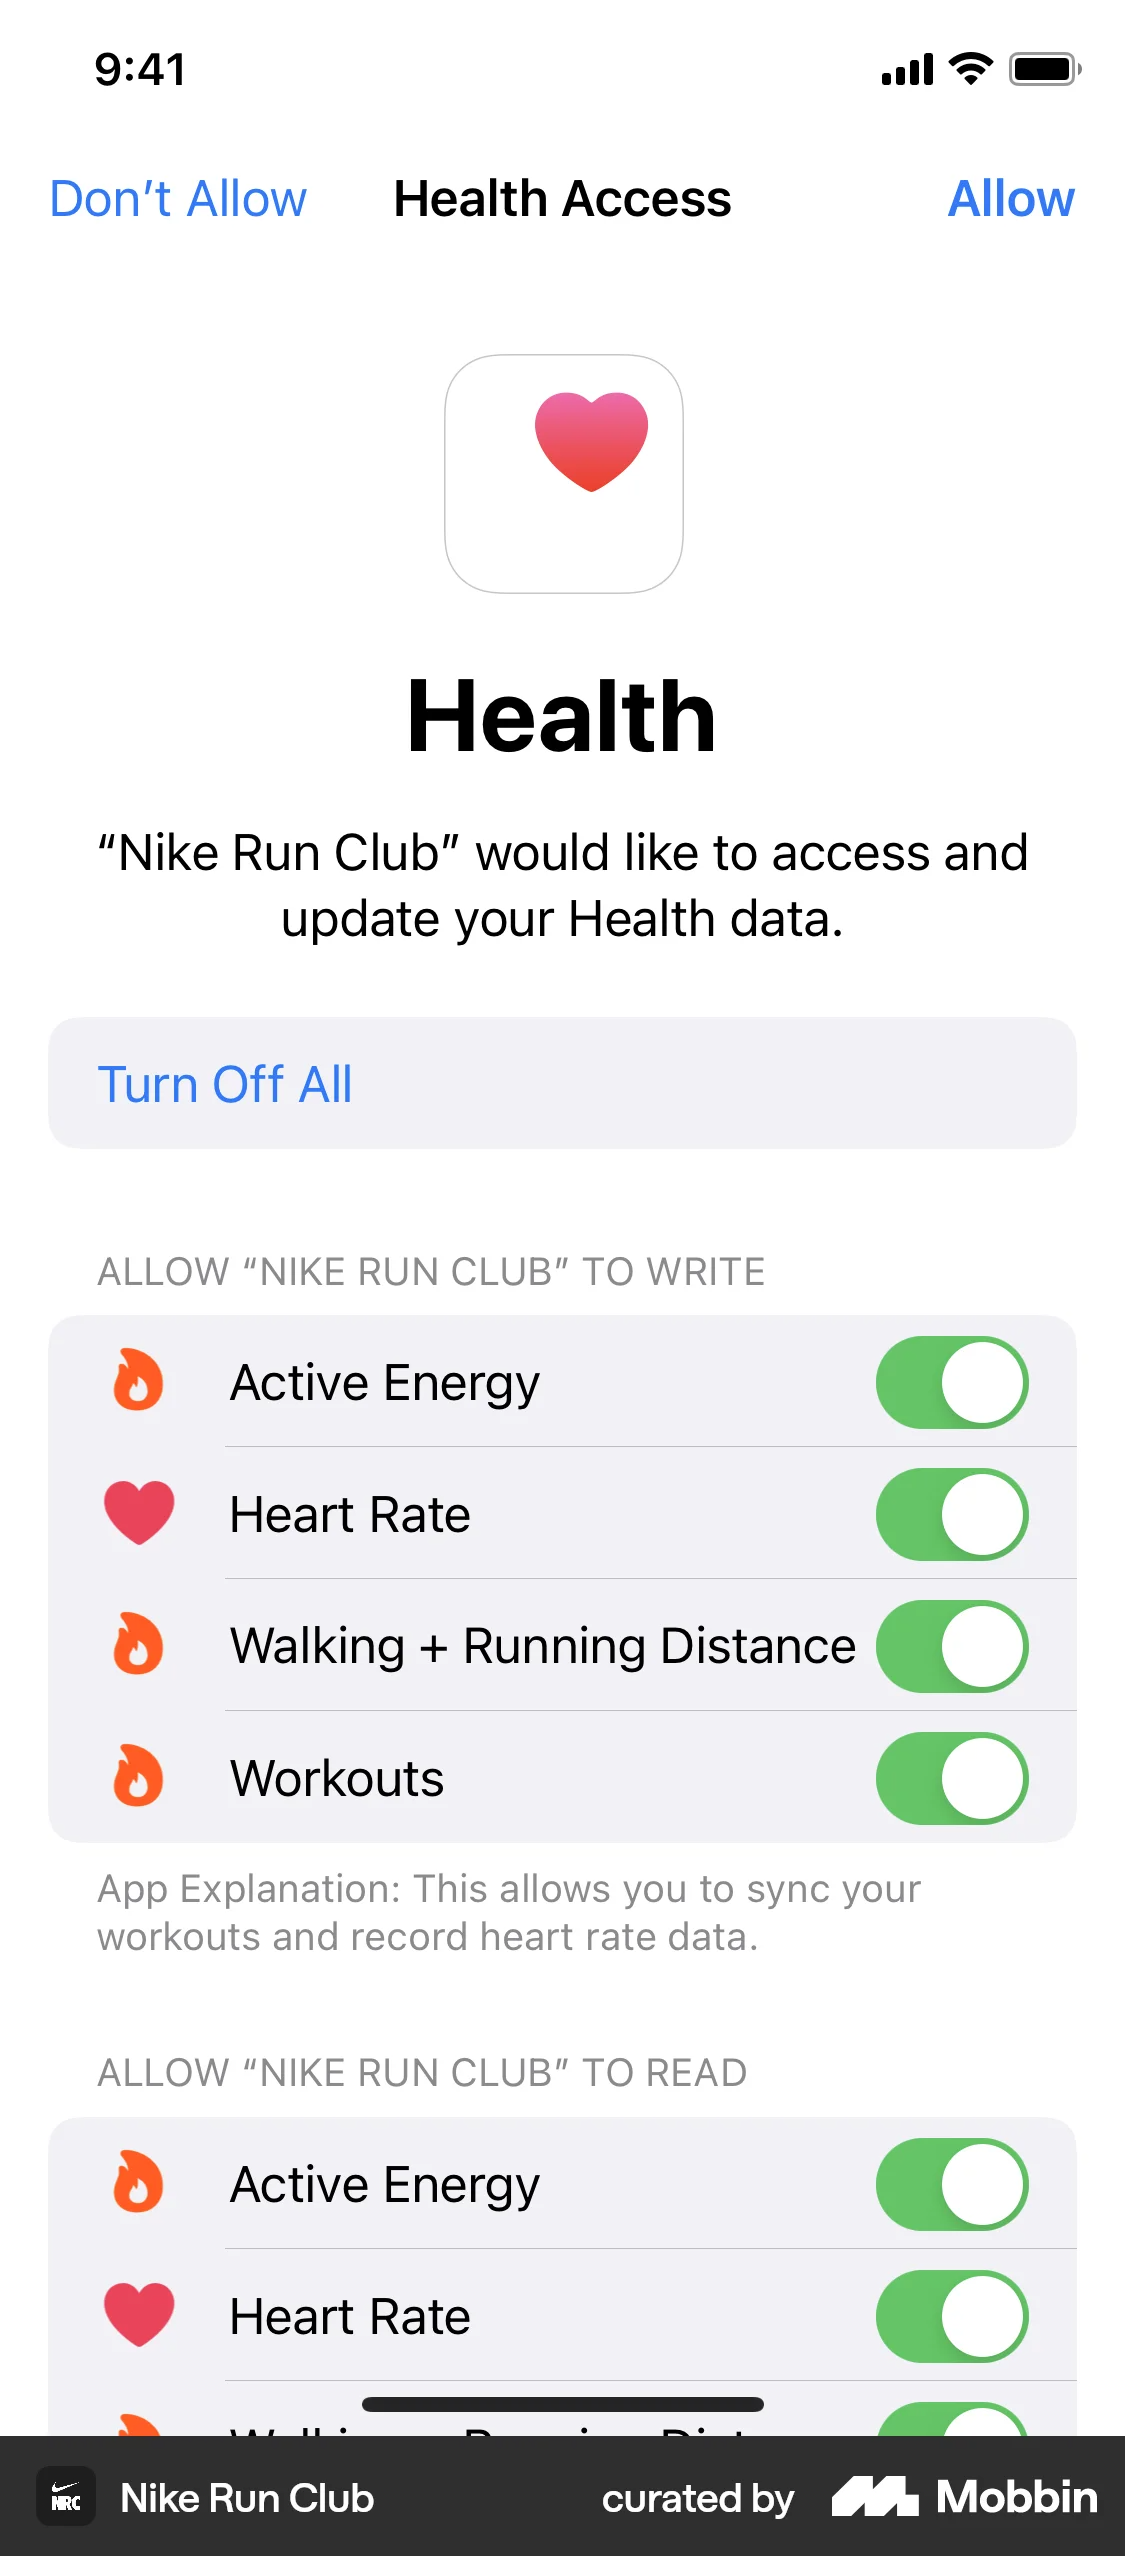 9:41
Don’t Allow
Health Access
Allow
Health
“Nike Run Club” would like to access and
update your Health data.
Turn Off All
ALLOW “NIKE RUN CLUB” TO WRITE
Active Energy
Heart Rate
Walking + Running Distance
Workouts
App Explanation: This allows you to sync your
workouts and record heart rate data.
ALLOW “NIKE RUN CLUB” TO READ
Active Energy
Heart Rate
NRC
Nike Run Club
curated by
Mobbin